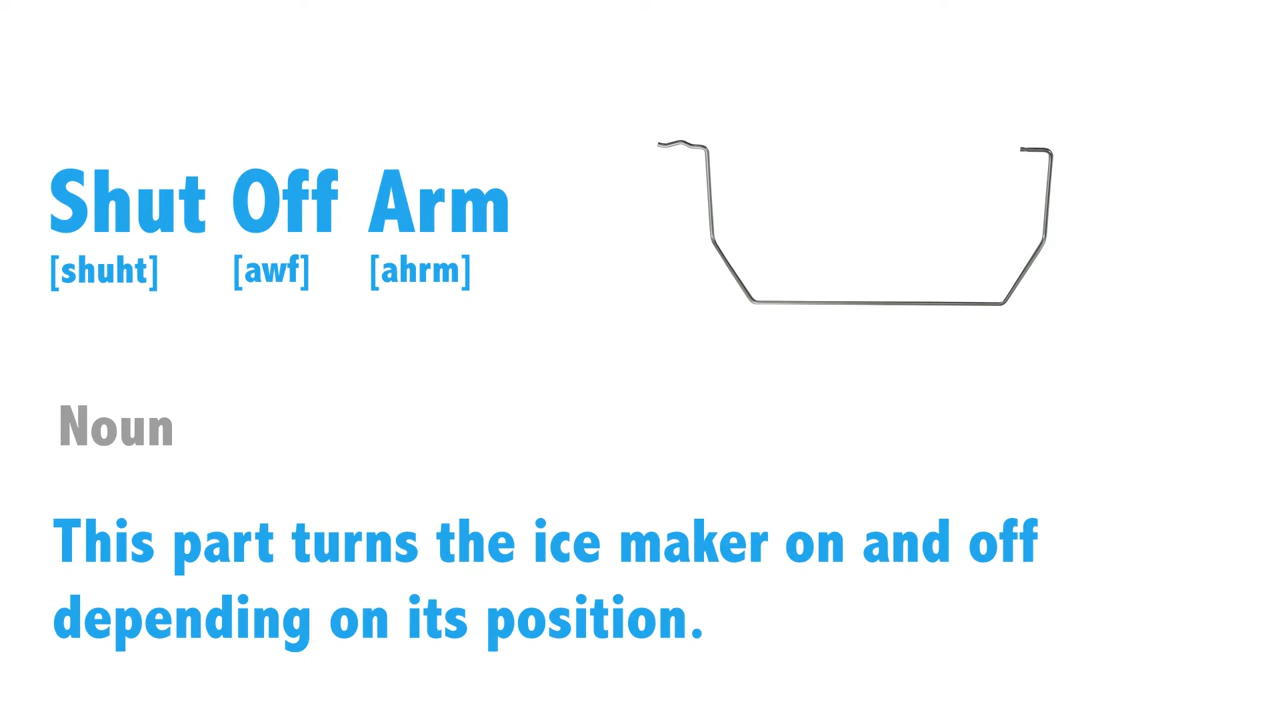 Shut Off Arm
[shuht] [awf] [ahrm]
Noun
This part turns the ice maker on and off
depending on its position.